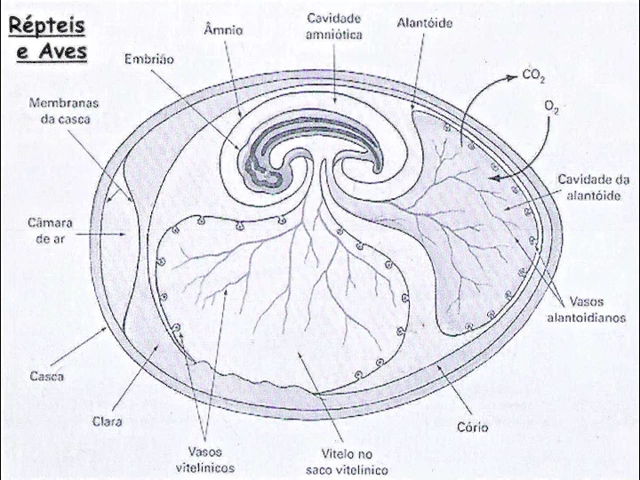 Répteis
e Aves
Âmnio
Cavidade
amniótica
Alantóide
Embrião
CO2
O2
Membranas
da casca
Cavidade da
alantóide
Câmara
de ar
Vasos
alantoidianos
Casca
Clara
Vasos
vitelínicos
Vitelo no
saco vitelínico
Cório